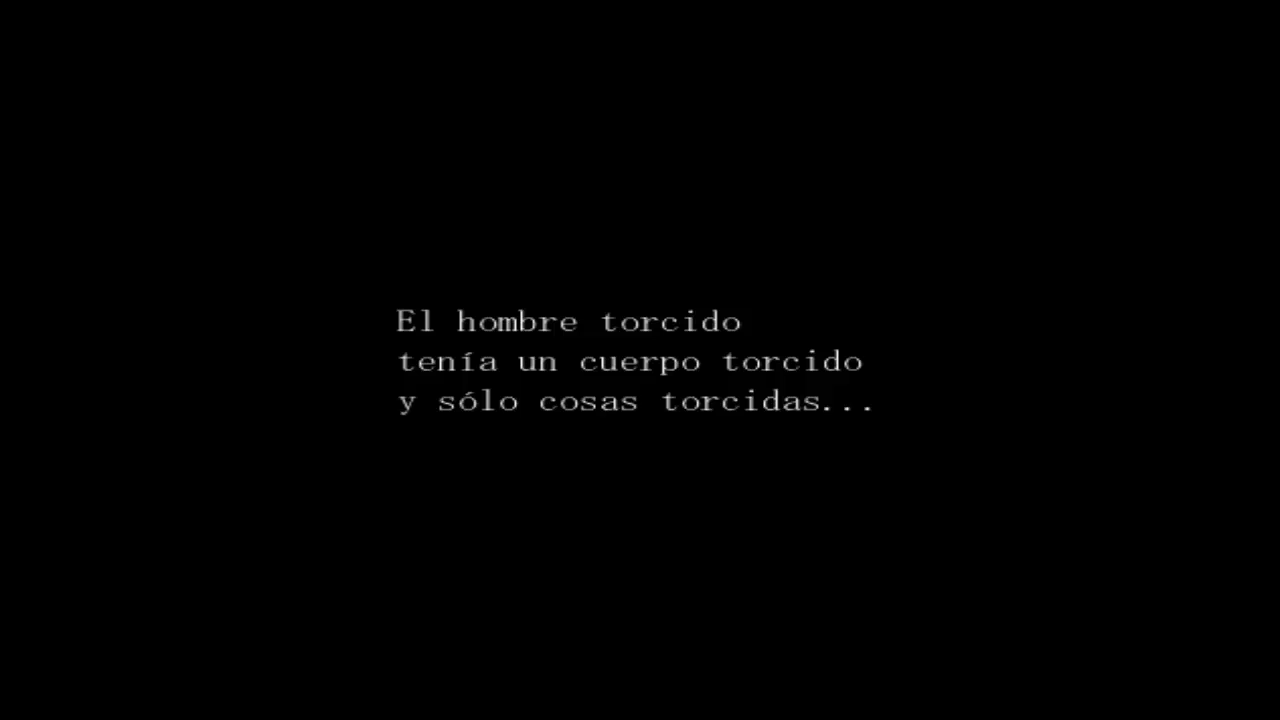 El hombre torcido
tenía un cuerpo torcido
y sólo cosas torcidas...